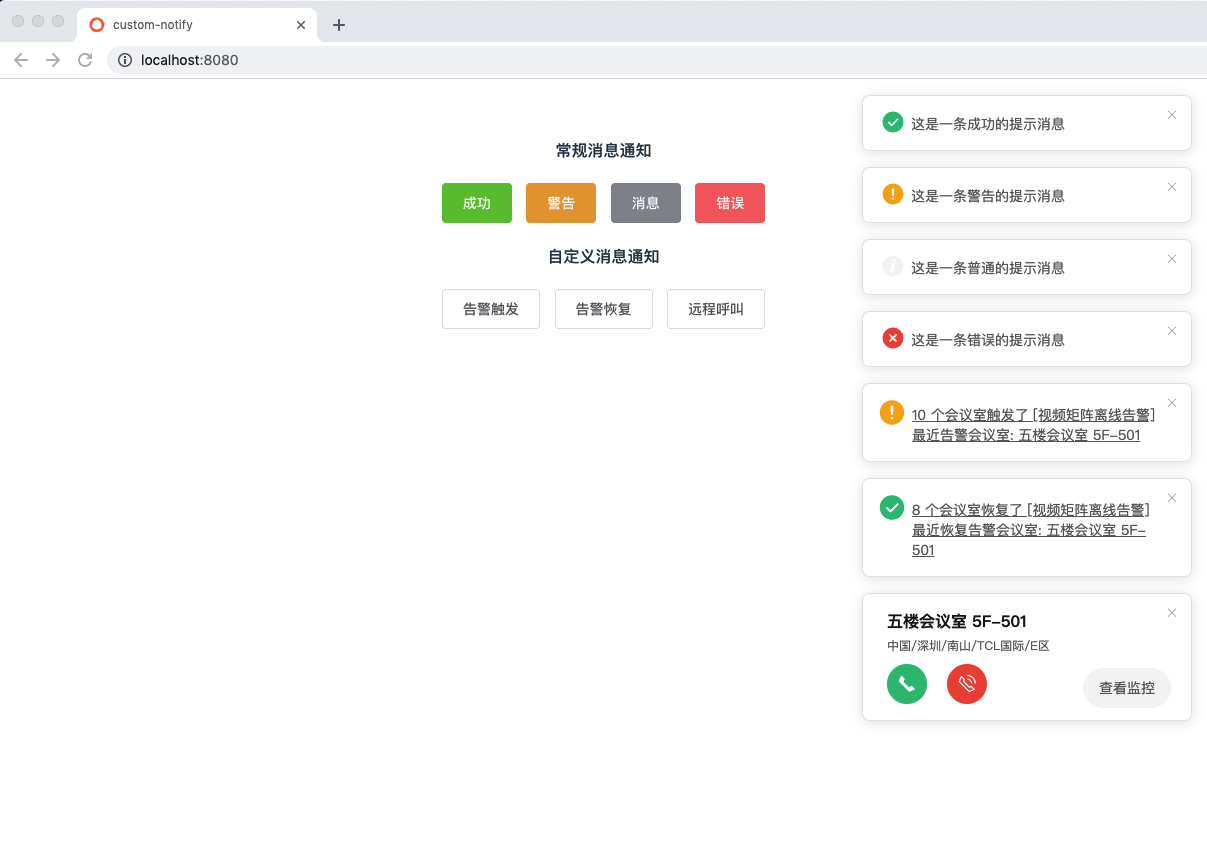 custom-notify
localhost:8080
常规消息通知
成功
警告
消息
错误
自定义消息通知
告警触发
告警恢复
远程呼叫
这是一条成功的提示消息
这是一条警告的提示消息
这是一条普通的提示消息
这是一条错误的提示消息
10 个会议室触发了 [视频矩阵离线告警]
最近告警会议室: 五楼会议室 5F-501
8 个会议室恢复了 [视频矩阵离线告警]
最近恢复告警会议室: 五楼会议室 5F-
501
五楼会议室 5F-501
中国/深圳/南山/TCL国际/E区
查看监控